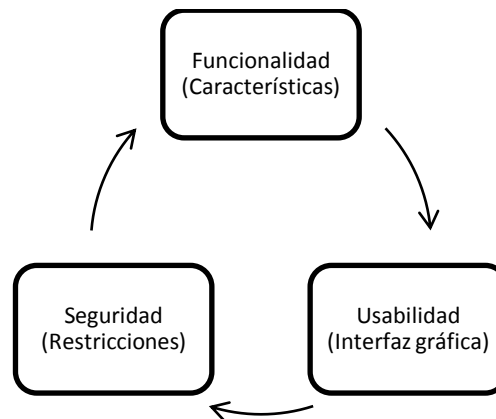 Funcionalidad
(Características)
Seguridad
(Restricciones)
Usabilidad
(Interfaz gráfica)